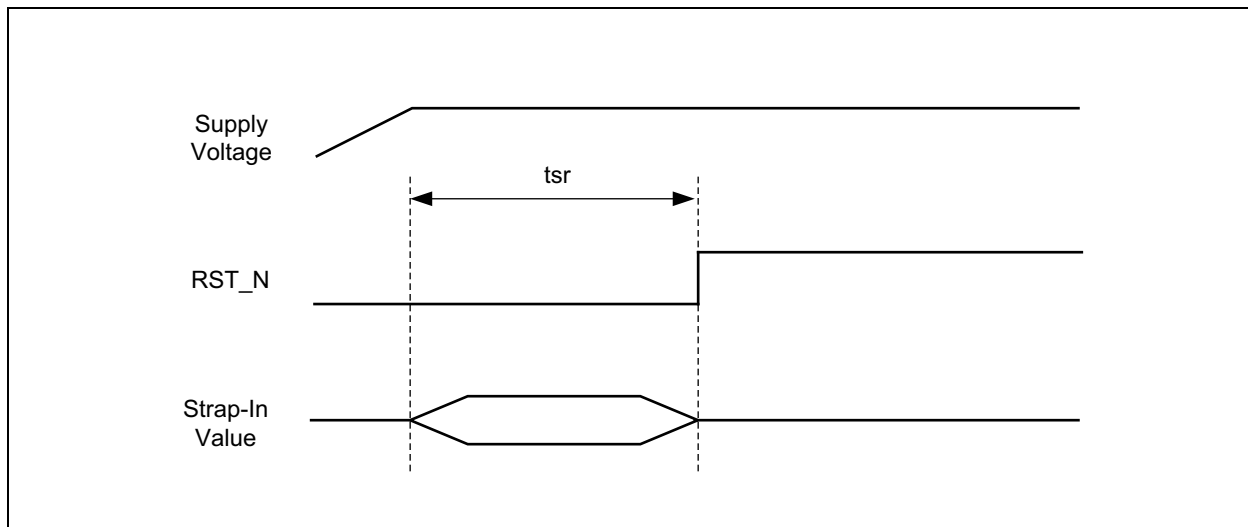 Supply
Voltage
tsr
RST_N
Strap-In
Value